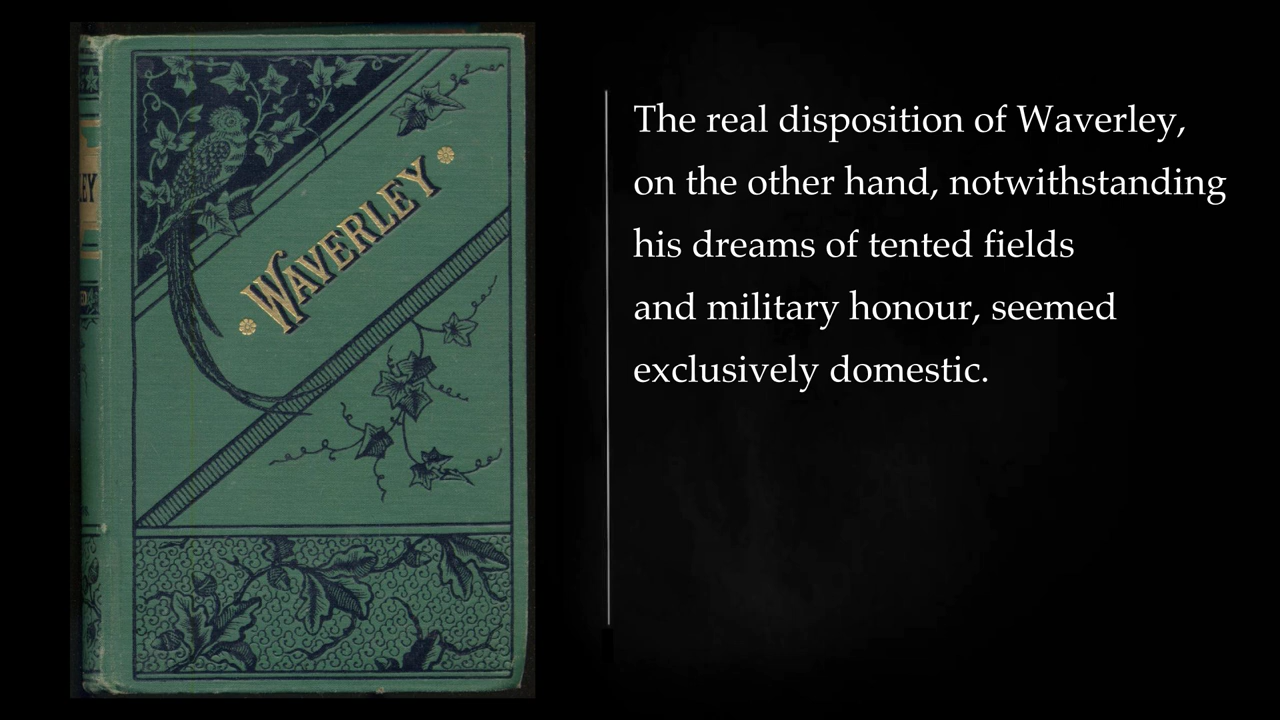 WAVERLEY
EY
The real disposition of Waverley,
on the other hand, notwithstanding
his dreams of tented fields
and military honour, seemed
exclusively domestic.